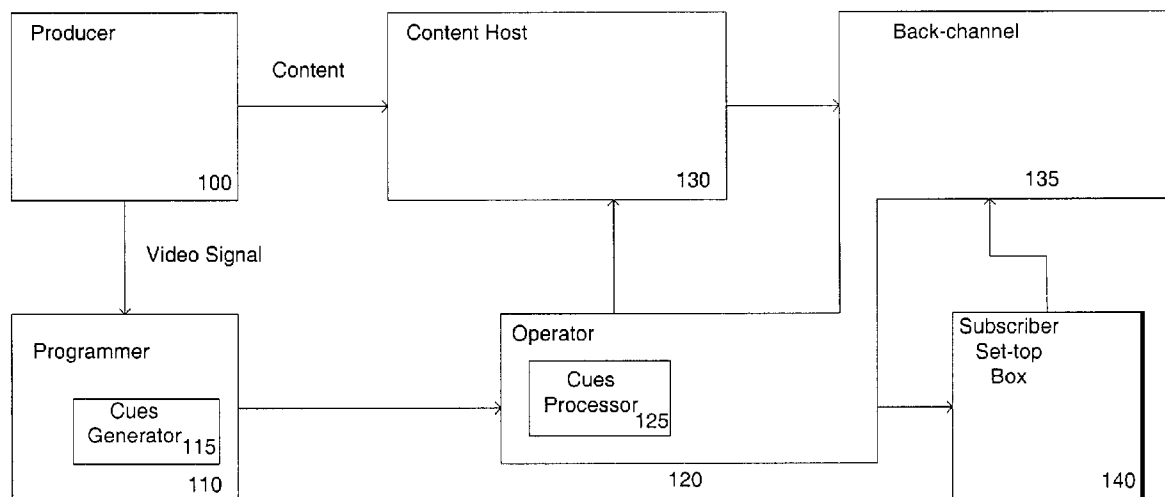 Producer
100
Content
Content Host
130
Back-channel
135
Video Signal
Programmer
Cues
Generator
115
110
Operator
Cues
Processor
125
120
Subscriber
Set-top
Box
140